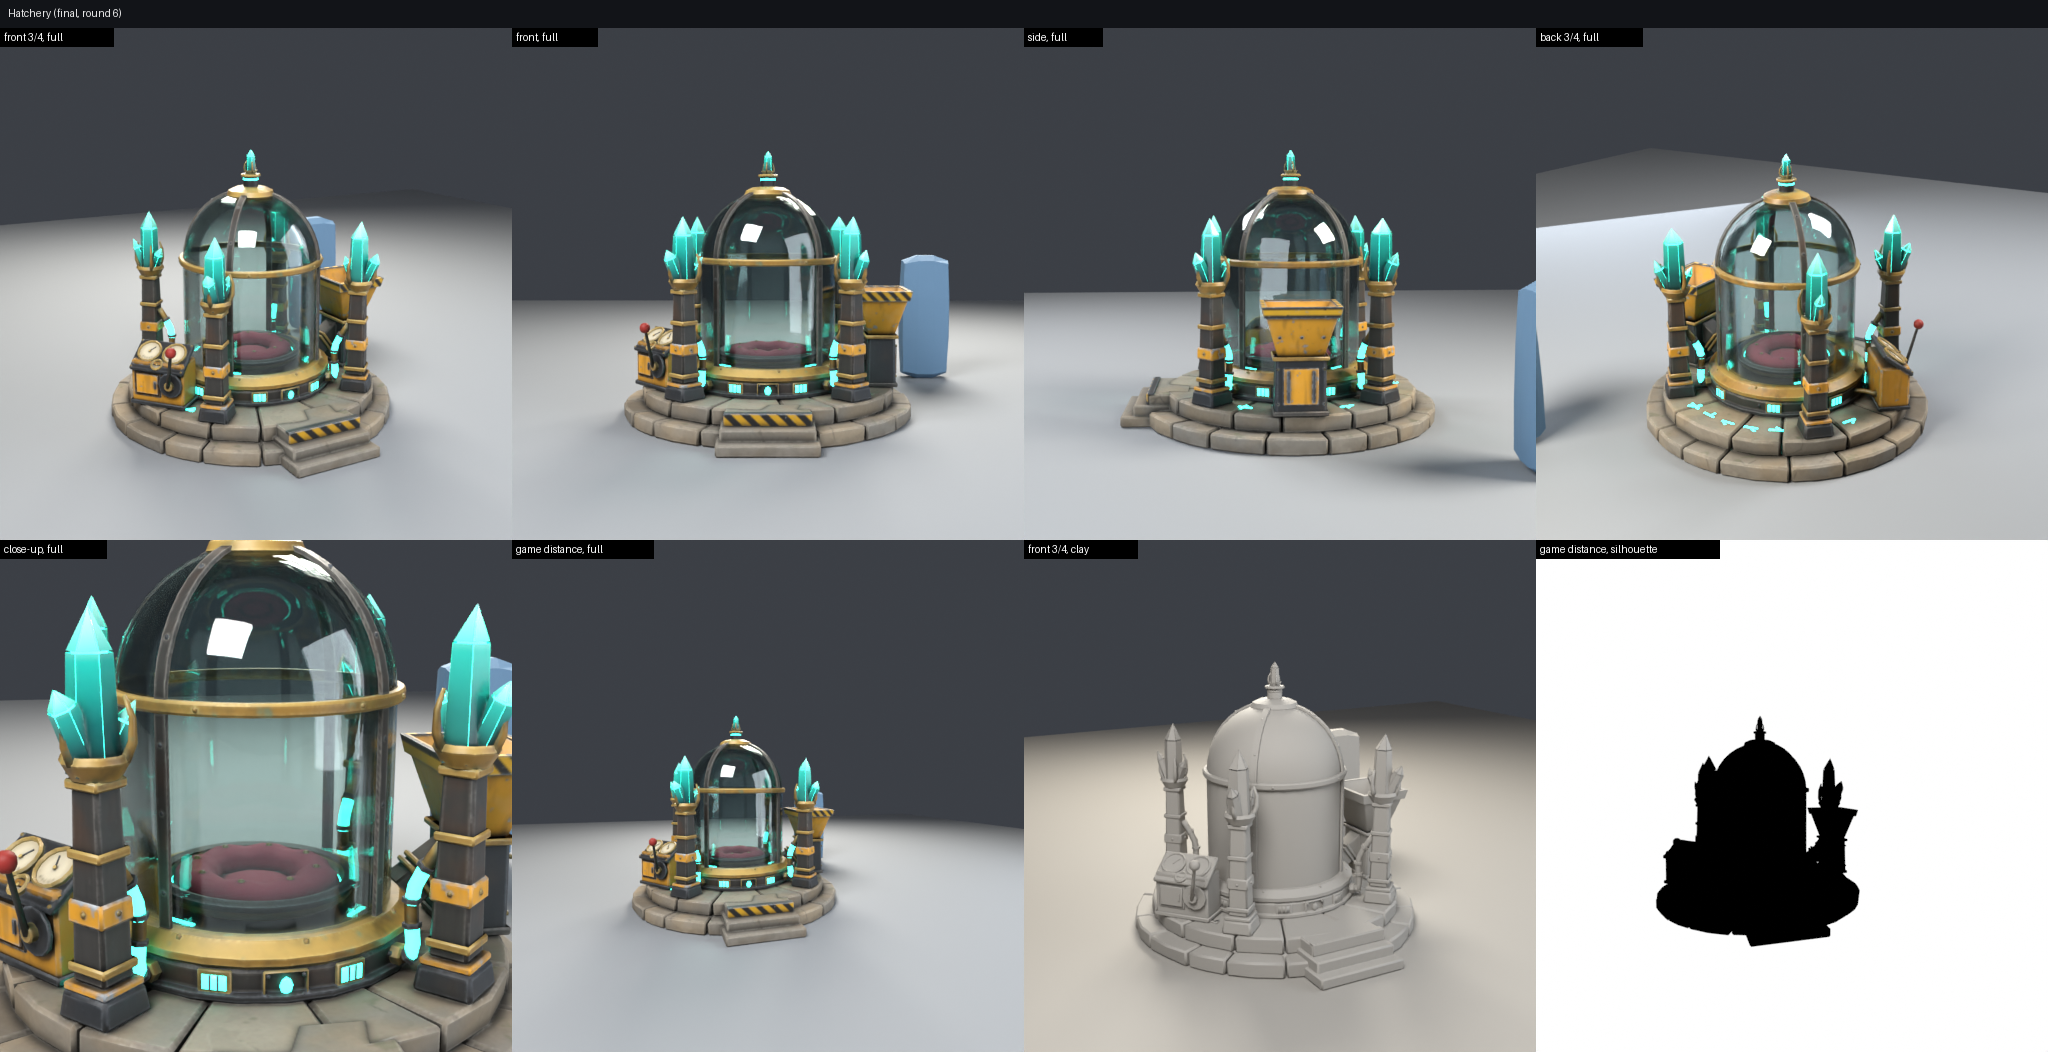 Hatchery (final, round 6)
front 3/4, full
front, full
side, full
back 3/4, full
close-up, full
game distance, full
front 3/4, clay
game distance, silhouette